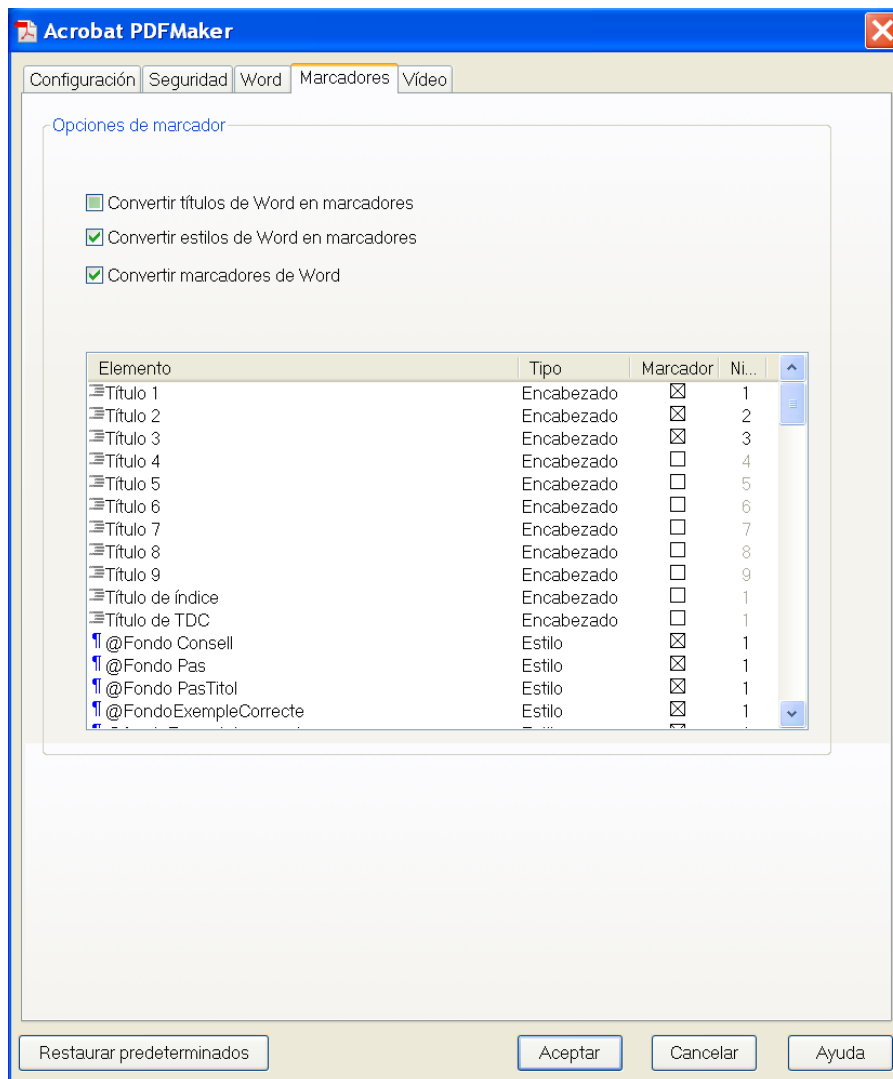 Acrobat PDFMaker
Configuración Seguridad Word Marcadores Vídeo
Opciones de marcador
Convertir títulos de Word en marcadores
Convertir estilos de Word en marcadores
Convertir marcadores de Word
Elemento Tipo Marcador Ni...
Título 1 Encabezado 1
Título 2 Encabezado 2
Título 3 Encabezado 3
Título 4 Encabezado 4
Título 5 Encabezado 5
Título 6 Encabezado 6
Título 7 Encabezado 7
Título 8 Encabezado 8
Título 9 Encabezado 9
Título de índice Encabezado 1
Título de TDC Encabezado 1
¶ @Fondo Consell Estilo 1
¶ @Fondo Pas Estilo 1
¶ @Fondo PasTitol Estilo 1
¶ @FondoExempleCorrecte Estilo 1
Restaurar predeterminados Aceptar Cancelar Ayuda